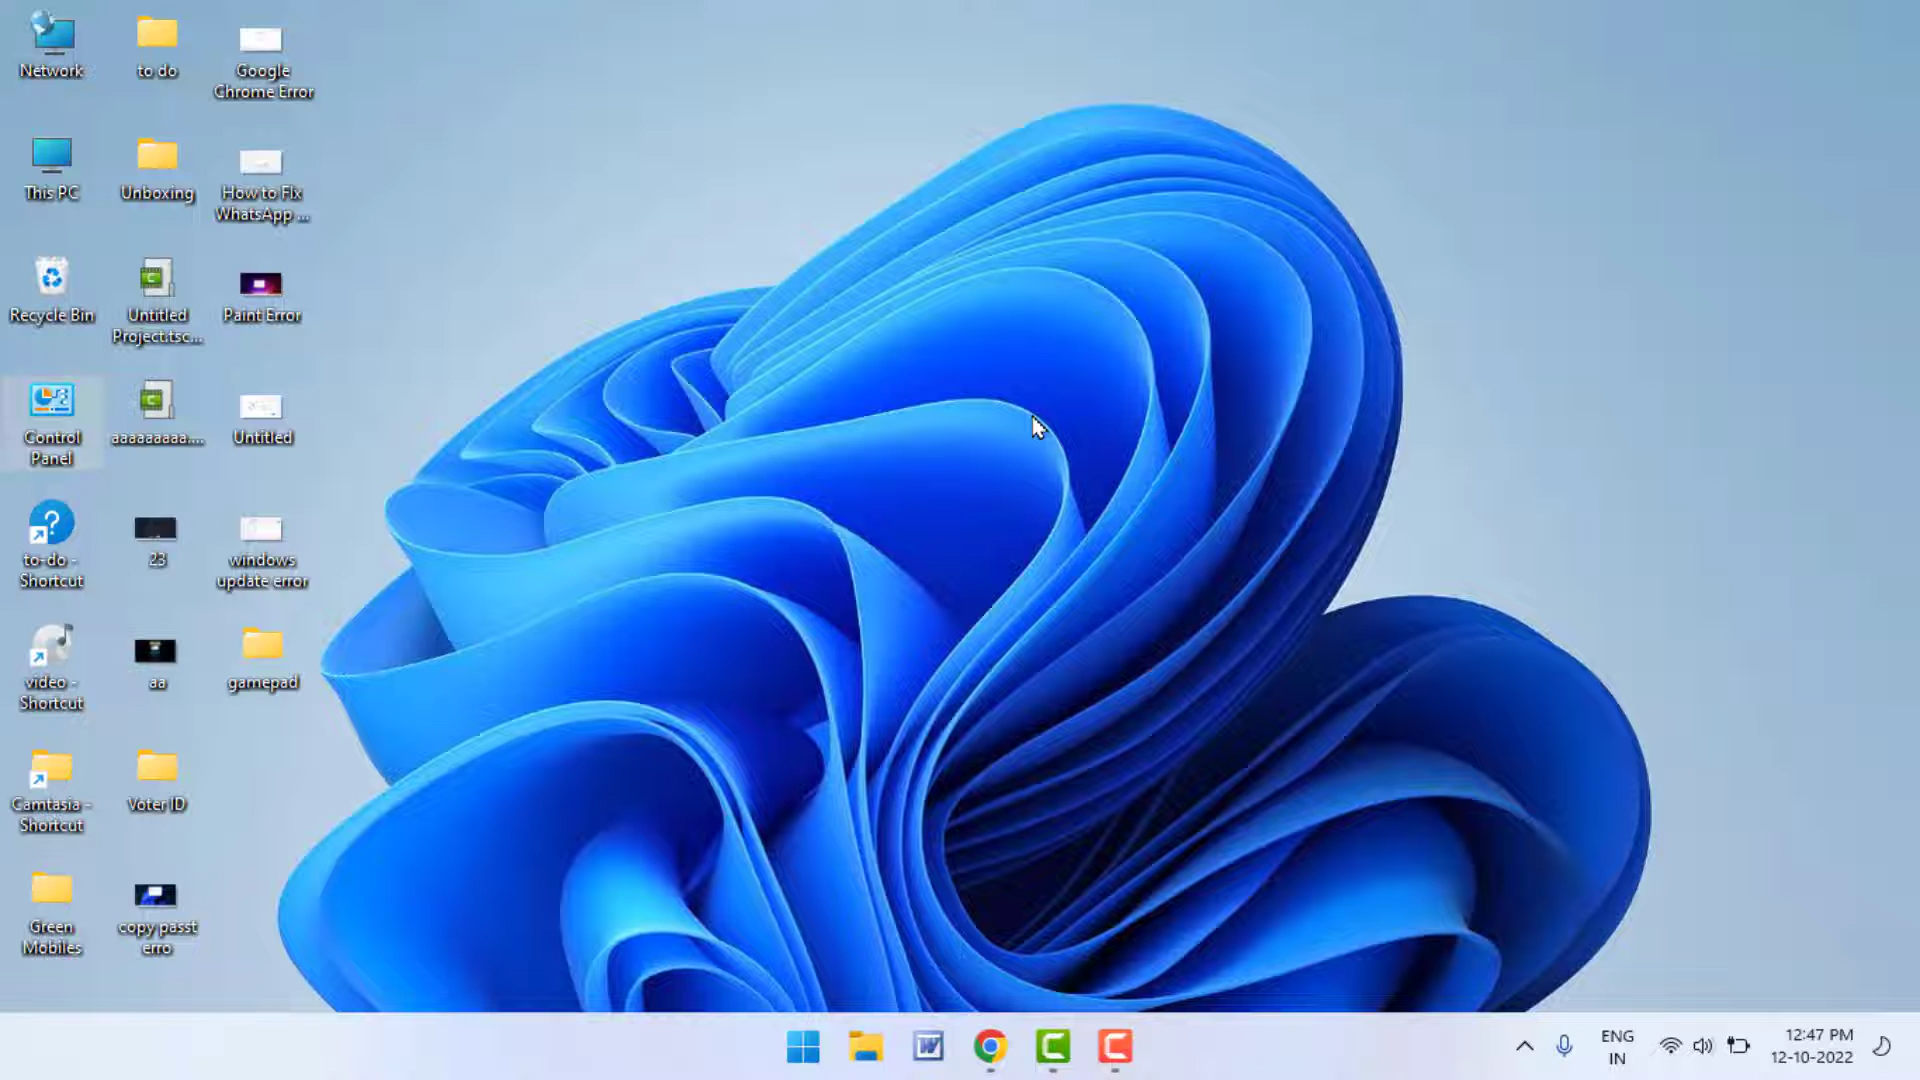 Network
to do
Google
Chrome Error
This PC
Unboxing
How to FIx
WhatsApp ...
Recycle Bin
Untitled
Project.tsc...
Paint Error
Control
Panel
aaaaaaaaa....
Untitled
to-do -
Shortcut
23
windows
update error
video -
Shortcut
aa
gamepad
Camtasia -
Shortcut
Voter ID
Green
Mobiles
copy passt
erro
ENG
IN
12:47 PM
12-10-2022